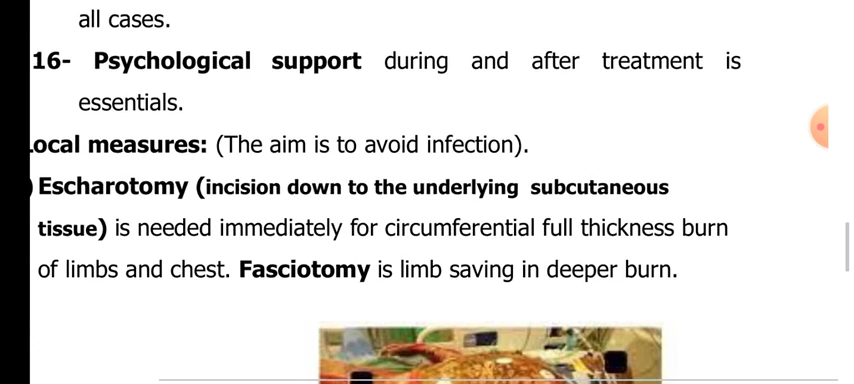 all cases.
16- Psychological support during and after treatment is
essentials.
Local measures: (The aim is to avoid infection).
) Escharotomy (incision down to the underlying subcutaneous
tissue) is needed immediately for circumferential full thickness burn
of limbs and chest. Fasciotomy is limb saving in deeper burn.